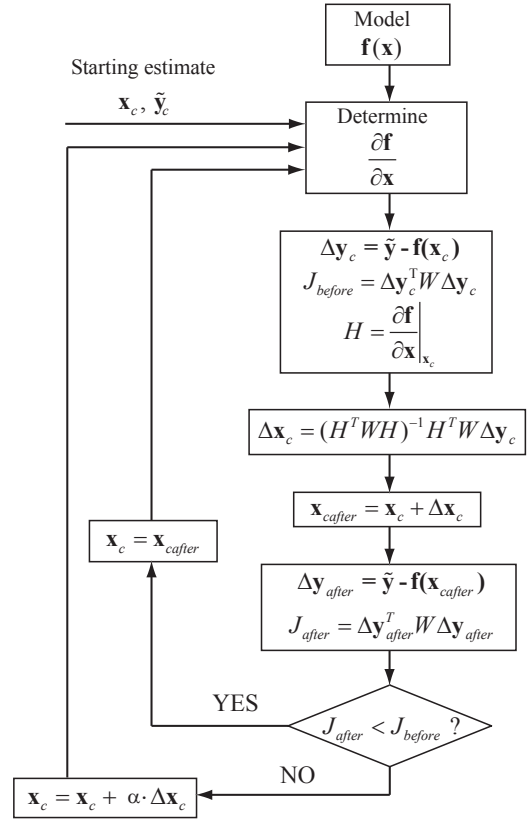 Model
f(x)
Starting estimate
x_c, ỹ_c
Determine
∂f
∂x
Δy_c = ỹ - f(x_c)
J_before = Δy_c^T W Δy_c
H = ∂f/∂x |_x_c
Δx_c = (H^T W H)^−1 H^T W Δy_c
x_cafter = x_c + Δx_c
x_c = x_cafter
Δy_after = ỹ - f(x_cafter)
J_after = Δy_after^T W Δy_after
YES
J_after < J_before ?
NO
x_c = x_c + α· Δx_c